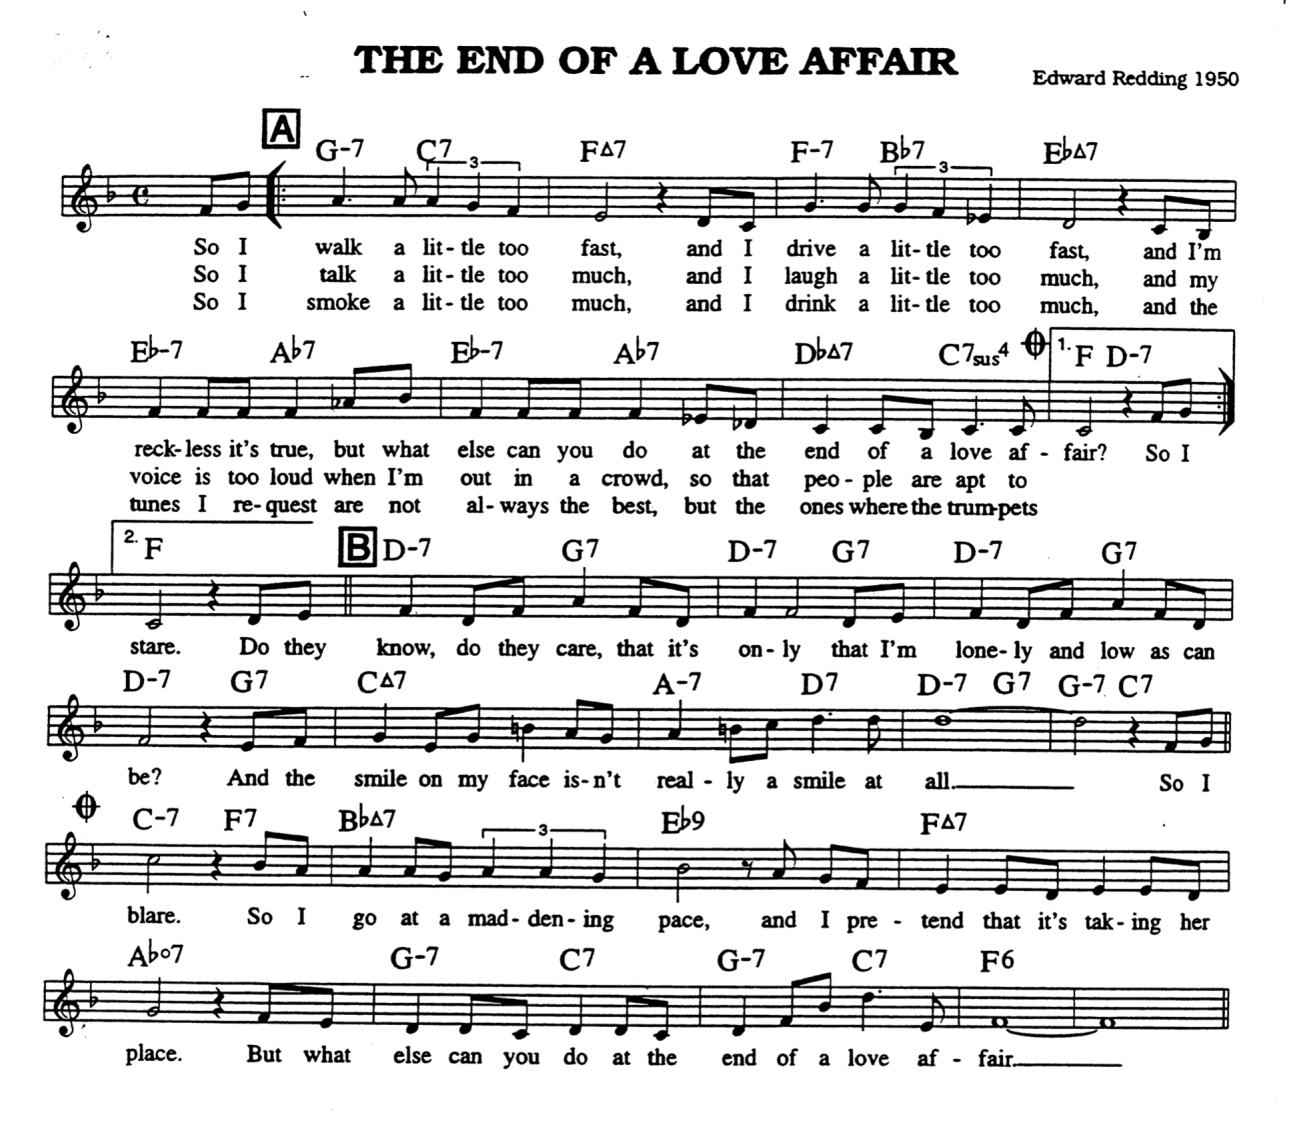 THE END OF A LOVE AFFAIR
Edward Redding 1950
A
G-7 C7 F∆7 F-7 B♭7 E♭∆7
3 3
So I walk a lit-tle too fast, and I drive a lit-tle too fast, and I'm
So I talk a lit-tle too much, and I laugh a lit-tle too much, and my
So I smoke a lit-tle too much, and I drink a lit-tle too much, and the
E♭-7 A♭7 E♭-7 A♭7 D♭∆7 C7sus4 1. F D-7
reck-less it's true, but what else can you do at the end of a love af-fair? So I
voice is too loud when I'm out in a crowd, so that peo-ple are apt to
tunes I re-quest are not al-ways the best, but the ones where the trum-pets
2. F B D-7 G7 D-7 G7 D-7 G7
stare. Do they know, do they care, that it's on-ly that I'm lone-ly and low as can
D-7 G7 C∆7 A-7 D7 D-7 G7 G-7 C7
be? And the smile on my face is-n't real-ly a smile at all. So I
C-7 F7 B♭∆7 E♭9 F∆7
3
blare. So I go at a mad-den-ing pace, and I pre-tend that it's tak-ing her
A♭o7 G-7 C7 G-7 C7 F6
place. But what else can you do at the end of a love af-fair.